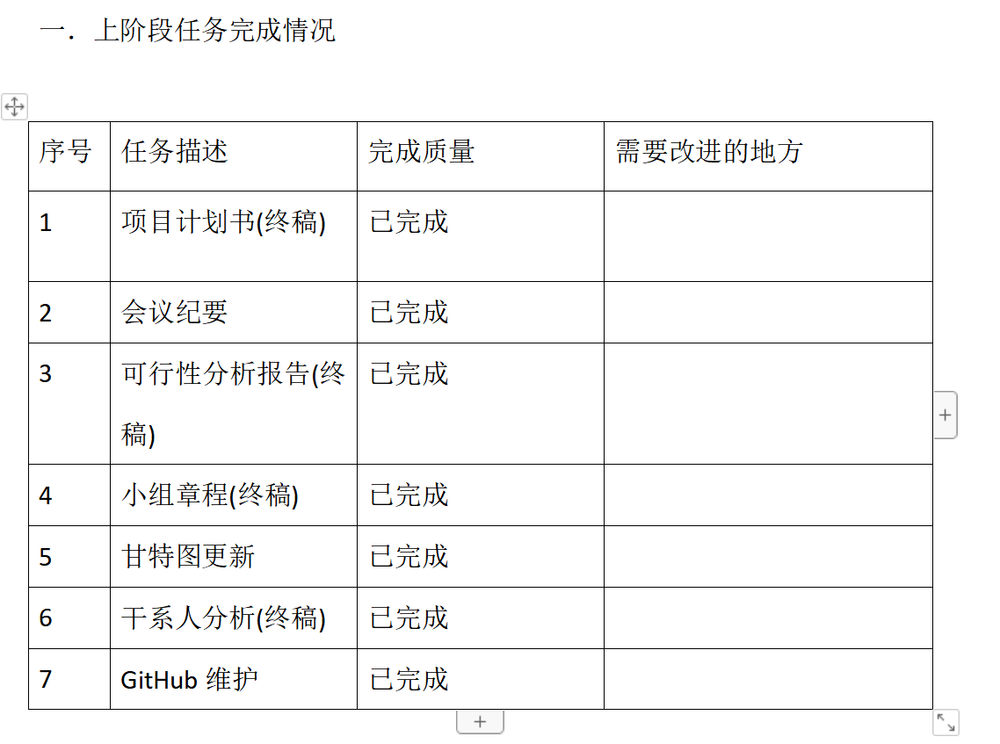 一．上阶段任务完成情况
序号 任务描述 完成质量 需要改进的地方
1 项目计划书(终稿) 已完成
2 会议纪要 已完成
3 可行性分析报告(终 已完成
稿)
4 小组章程(终稿) 已完成
5 甘特图更新 已完成
6 干系人分析(终稿) 已完成
7 GitHub 维护 已完成